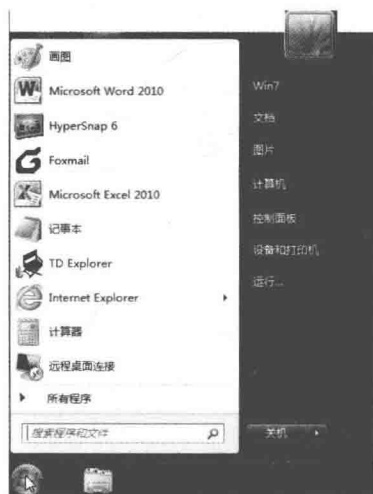 画图
Microsoft Word 2010
HyperSnap 6
Foxmail
Microsoft Excel 2010
记事本
TD Explorer
Internet Explorer
计算器
远程桌面连接
所有程序
搜索程序和文件
Win7
文档
图片
计算机
控制面板
设备和打印机
运行...
关机